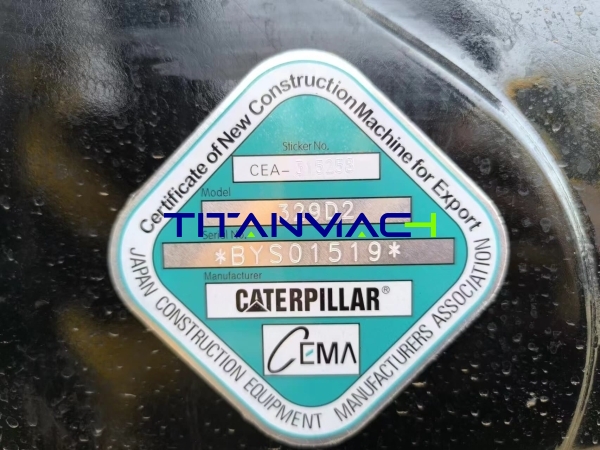 Certificate of New Construction Machine for Export
Sticker No.
CEA-
Model
TITANMACH
329D2
Serial No
*BYS01519*
Manufacturer
CATERPILLAR®
CEMA
JAPAN CONSTRUCTION EQUIPMENT MANUFACTURERS ASSOCIATION